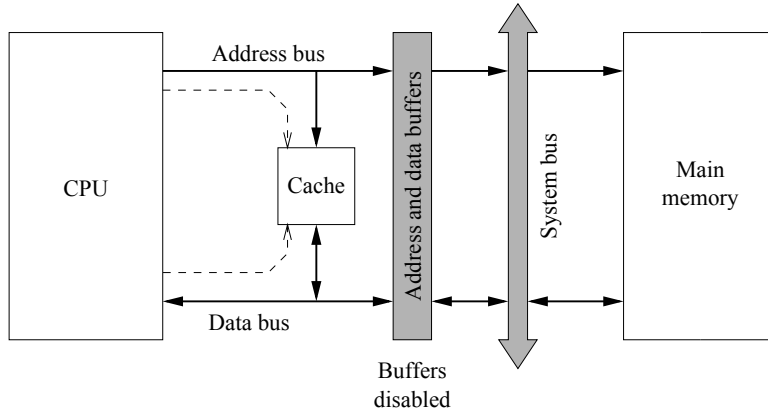 Address bus
CPU
Cache
Address and data buffers
System bus
Main
memory
Data bus
Buffers
disabled